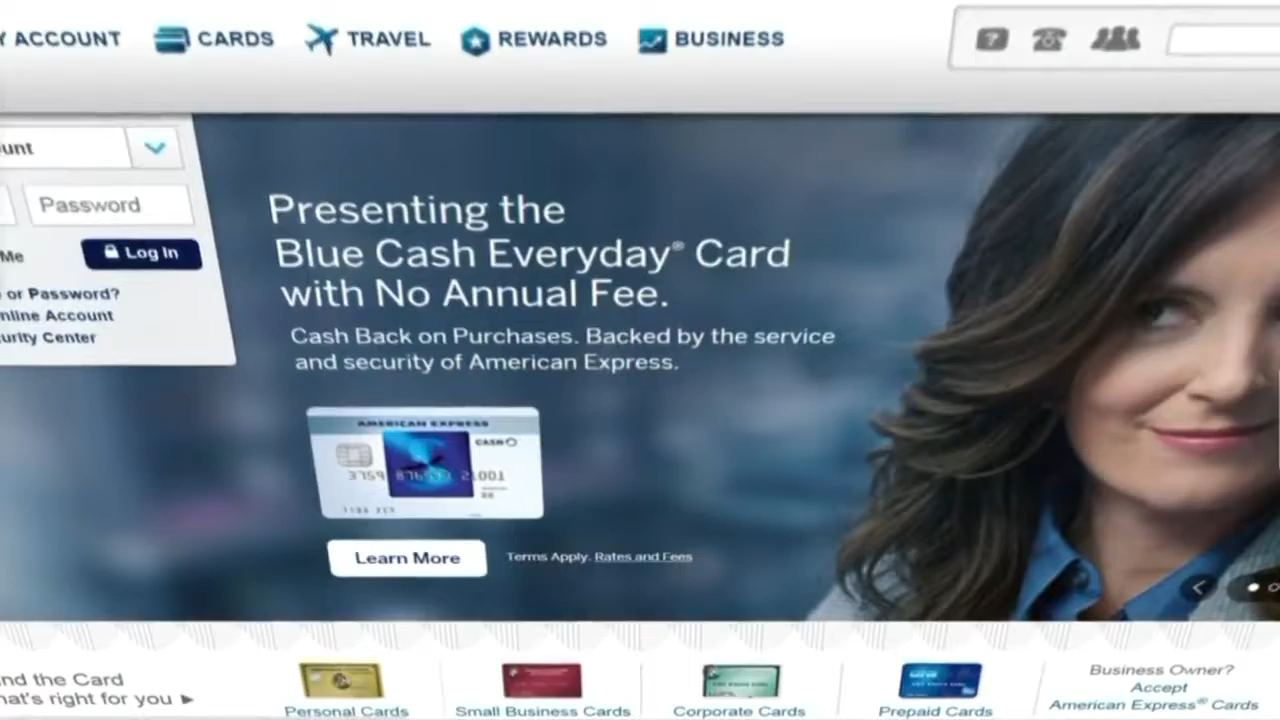 Y ACCOUNT
CARDS
TRAVEL
REWARDS
BUSINESS
?
unt
Password
Me
Log In
or Password?
nline Account
urity Center
Presenting the
Blue Cash Everyday® Card
with No Annual Fee.
Cash Back on Purchases. Backed by the service
and security of American Express.
AMERICAN EXPRESS
CASH
3759
Learn More
Terms Apply. Rates and Fees
nd the Card
hat's right for you ►
Personal Cards
Small Business Cards
Corporate Cards
Prepaid Cards
Business Owner?
Accept
American Express® Cards